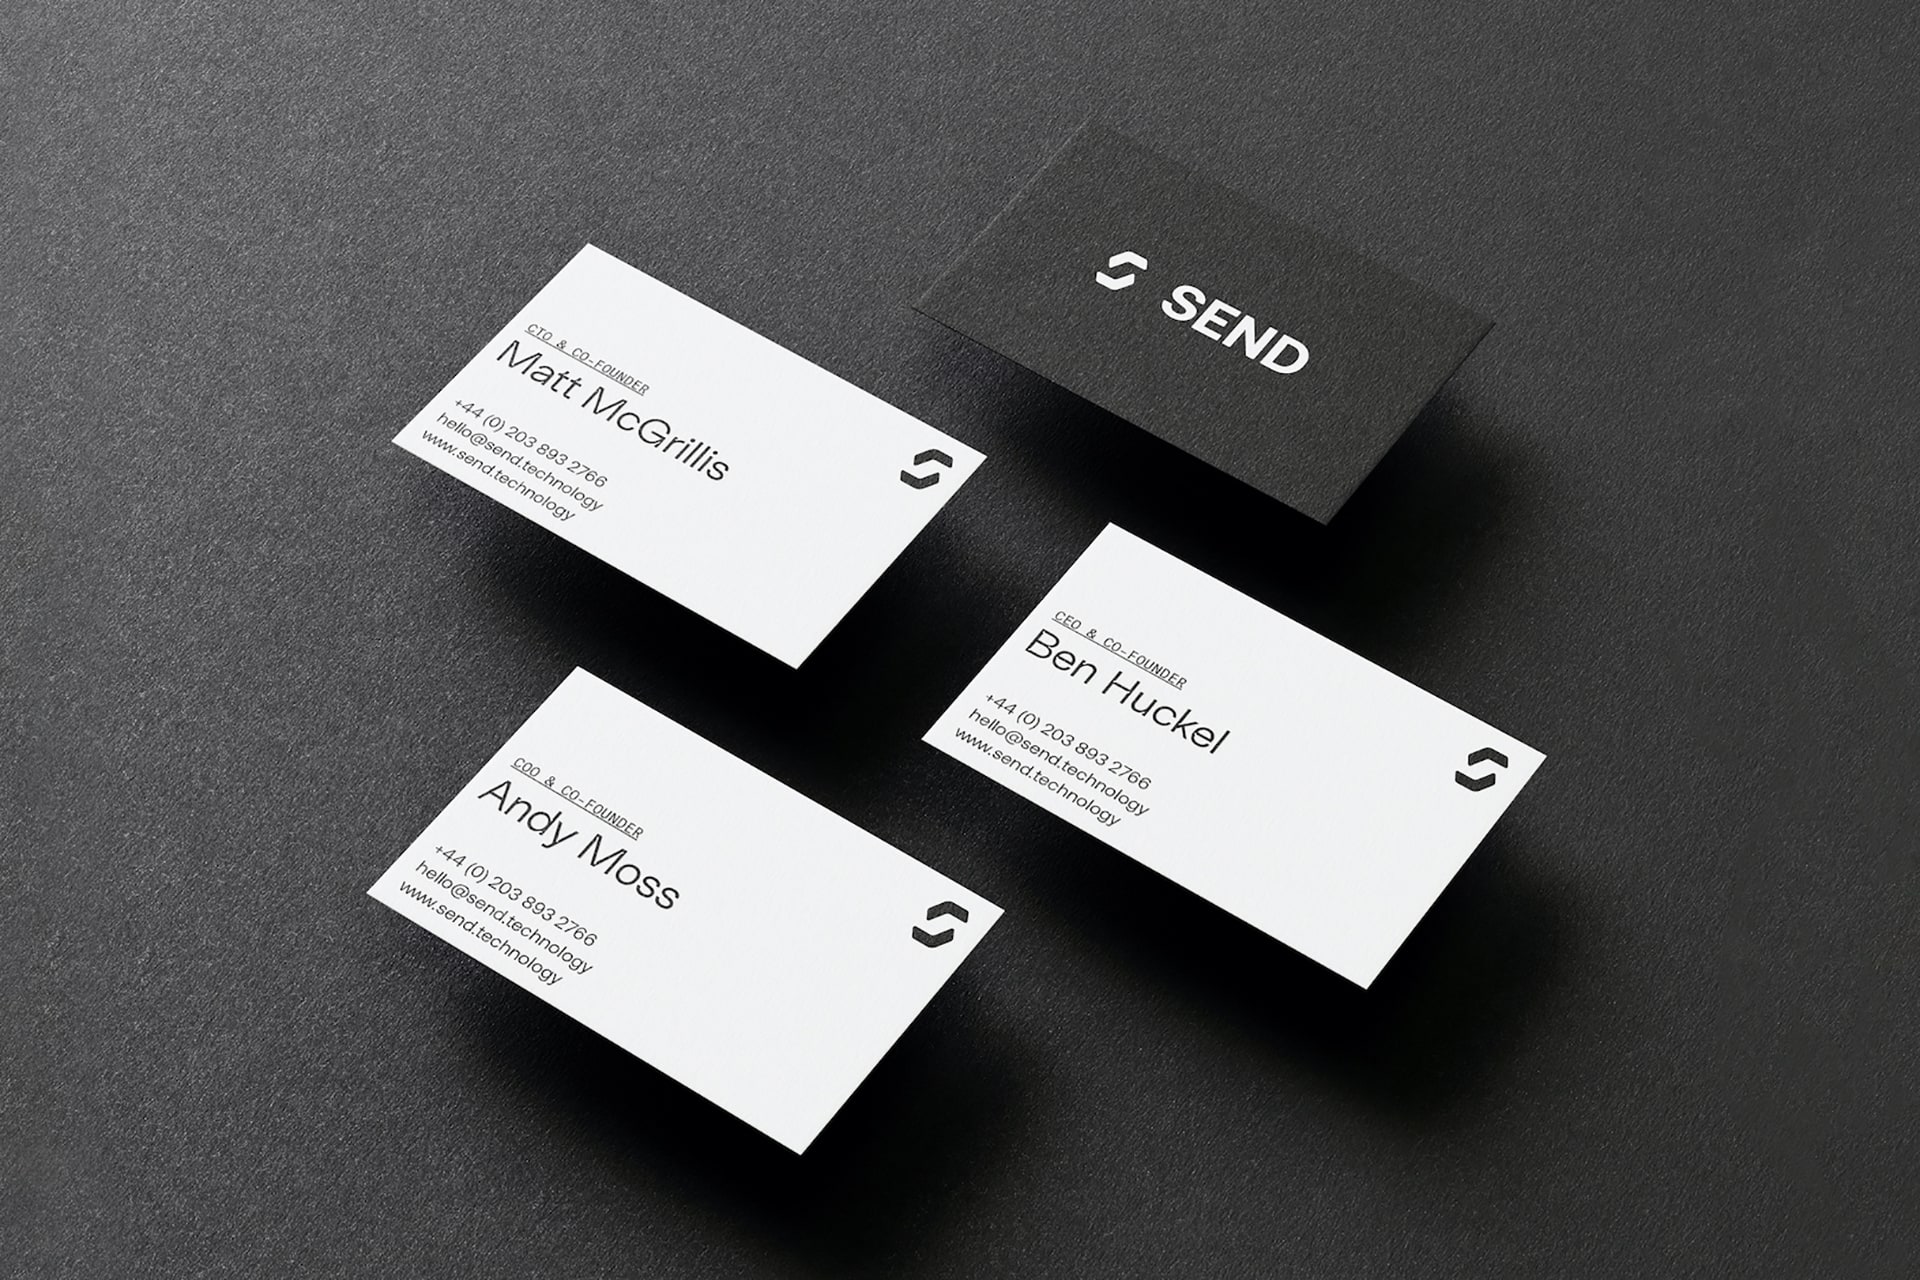 SEND
CTO & CO-FOUNDER
Matt McGrillis
+44 (0) 203 893 2766
hello@send.technology
www.send.technology
CEO & CO-FOUNDER
Ben Huckel
+44 (0) 203 893 2766
hello@send.technology
www.send.technology
COO & CO-FOUNDER
Andy Moss
+44 (0) 203 893 2766
hello@send.technology
www.send.technology